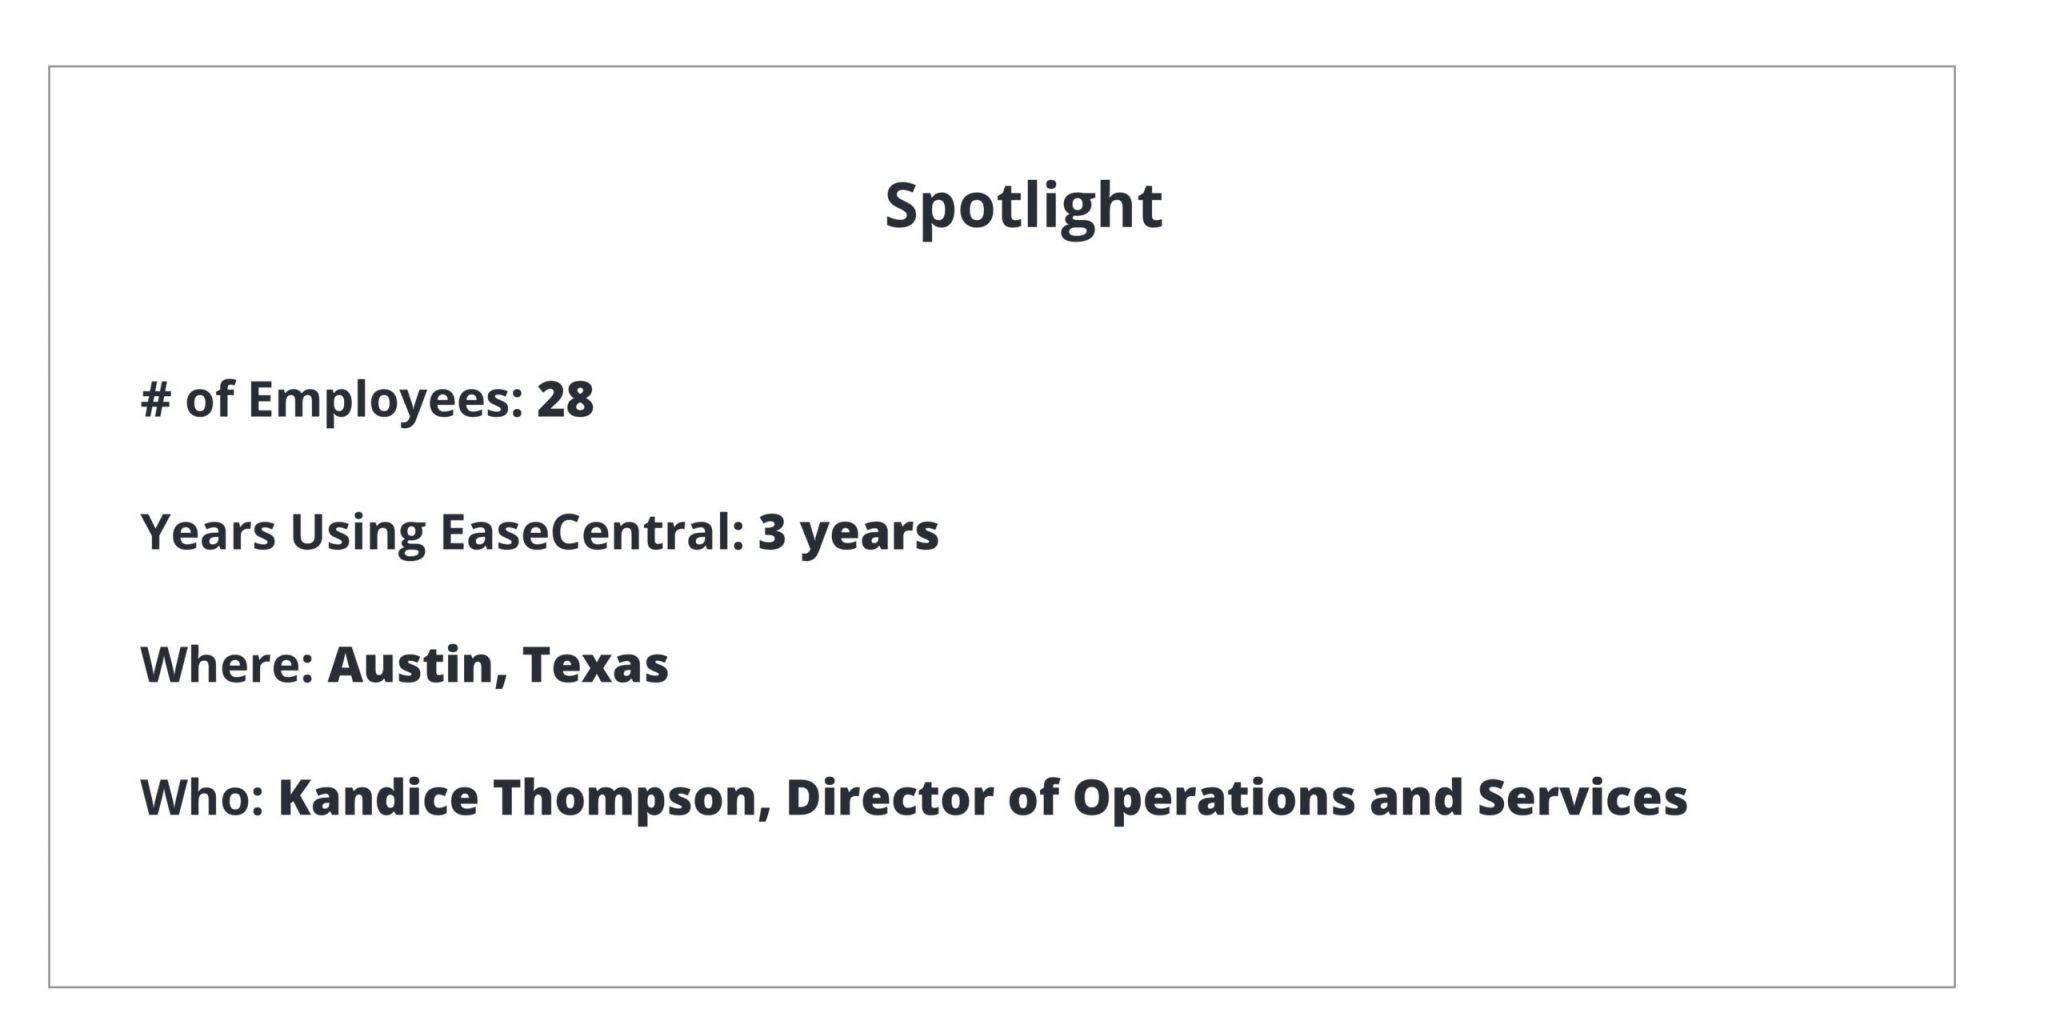 Spotlight
# of Employees: 28
Years Using EaseCentral: 3 years
Where: Austin, Texas
Who: Kandice Thompson, Director of Operations and Services